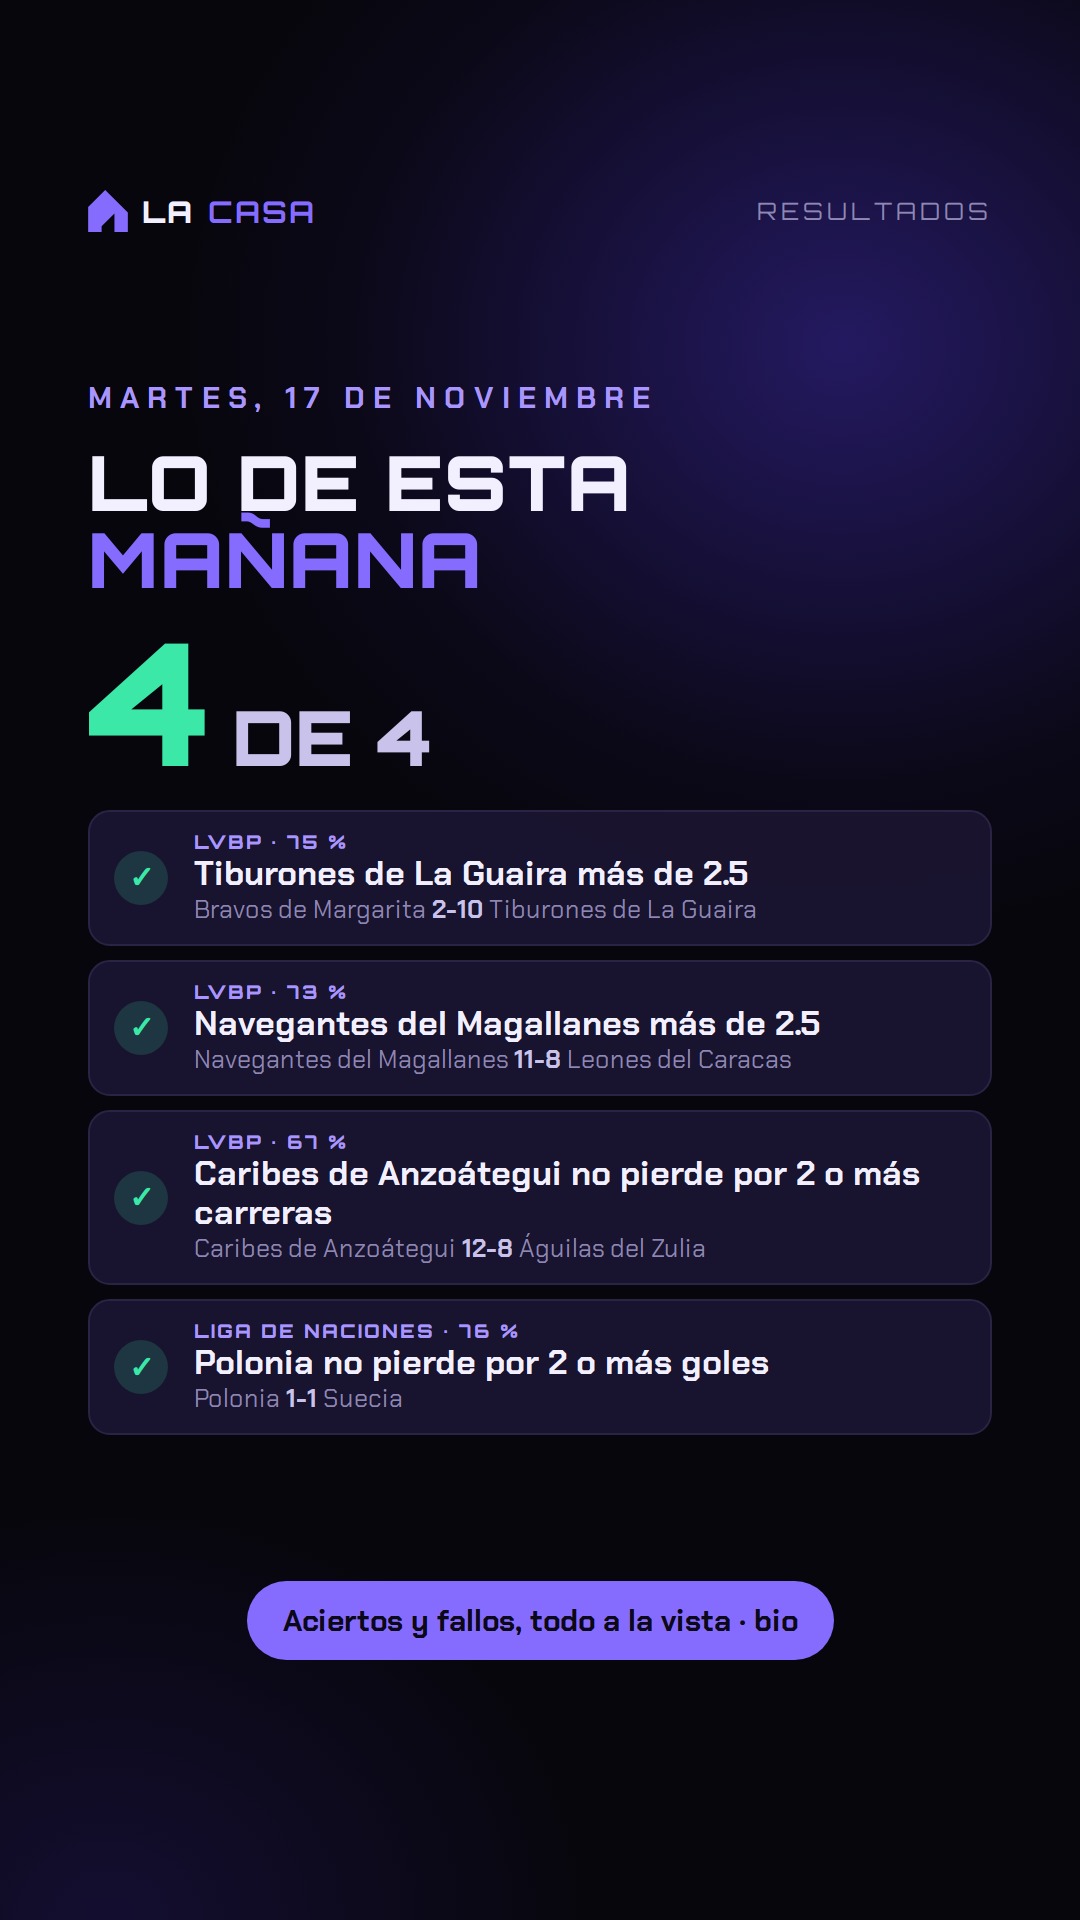 LA CASA
RESULTADOS
MARTES, 17 DE NOVIEMBRE
LO DE ESTA
MAÑANA
4 DE 4
LVBP · 75 %
✓
Tiburones de La Guaira más de 2.5
Bravos de Margarita 2-10 Tiburones de La Guaira
LVBP · 73 %
✓
Navegantes del Magallanes más de 2.5
Navegantes del Magallanes 11-8 Leones del Caracas
LVBP · 67 %
✓
Caribes de Anzoátegui no pierde por 2 o más
carreras
Caribes de Anzoátegui 12-8 Águilas del Zulia
LIGA DE NACIONES · 76 %
✓
Polonia no pierde por 2 o más goles
Polonia 1-1 Suecia
Aciertos y fallos, todo a la vista · bio